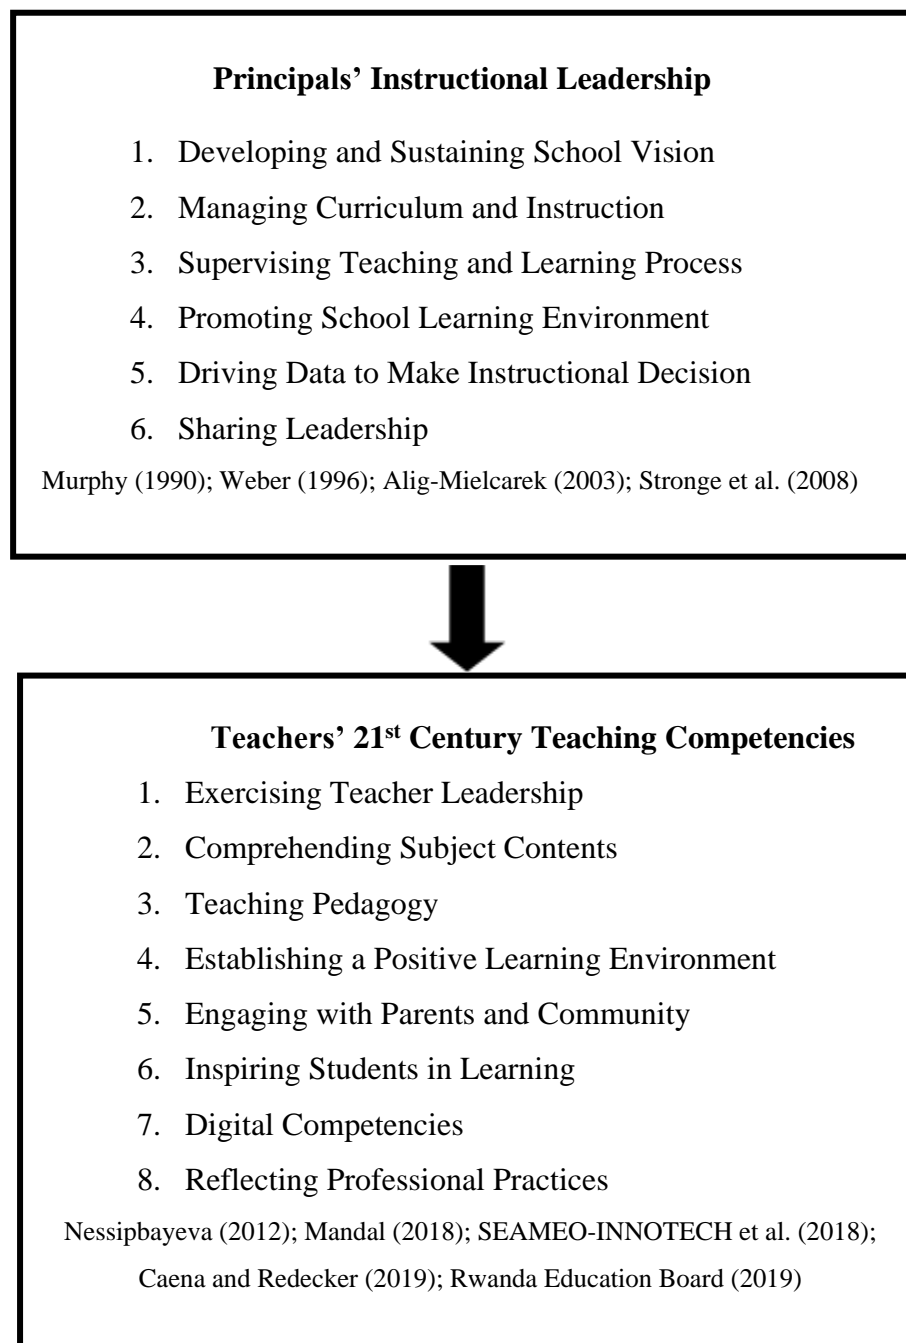 Principals’ Instructional Leadership
1. Developing and Sustaining School Vision
2. Managing Curriculum and Instruction
3. Supervising Teaching and Learning Process
4. Promoting School Learning Environment
5. Driving Data to Make Instructional Decision
6. Sharing Leadership
Murphy (1990); Weber (1996); Alig-Mielcarek (2003); Stronge et al. (2008)
Teachers’ 21st Century Teaching Competencies
1. Exercising Teacher Leadership
2. Comprehending Subject Contents
3. Teaching Pedagogy
4. Establishing a Positive Learning Environment
5. Engaging with Parents and Community
6. Inspiring Students in Learning
7. Digital Competencies
8. Reflecting Professional Practices
Nessipbayeva (2012); Mandal (2018); SEAMEO-INNOTECH et al. (2018);
Caena and Redecker (2019); Rwanda Education Board (2019)